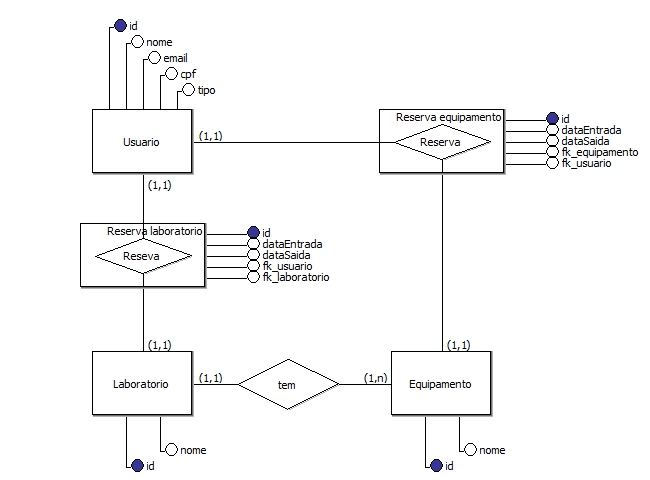 id
nome
email
cpf
tipo
Usuario
(1,1)
(1,1)
Reserva equipamento
Reserva
id
dataEntrada
dataSaida
fk_equipamento
fk_usuario
Reserva laboratorio
Reseva
id
dataEntrada
dataSaida
fk_usuario
fk_laboratorio
(1,1)
(1,1)
Laboratorio
(1,1)
tem
(1,n)
Equipamento
nome
id
nome
id